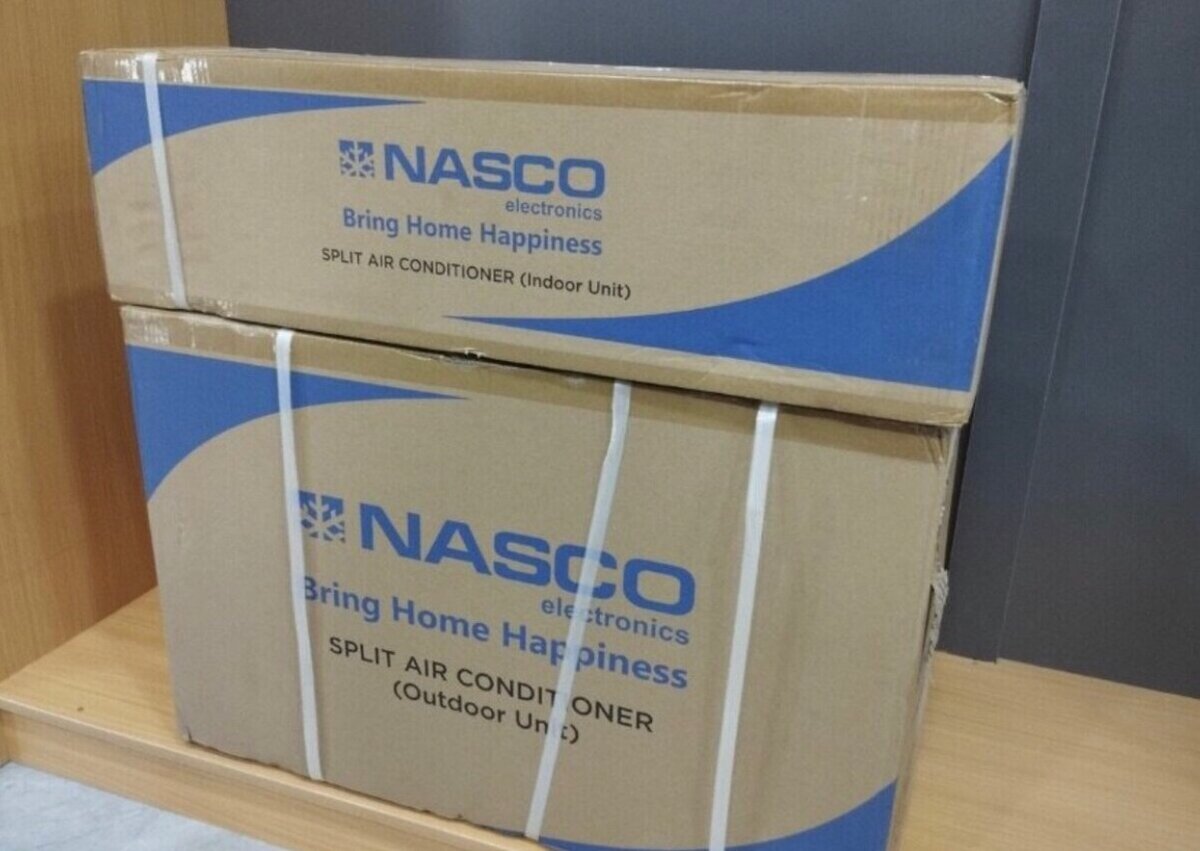 NASCO
electronics
Bring Home Happiness
SPLIT AIR CONDITIONER (Indoor Unit)
NASCO
electronics
Bring Home Happiness
SPLIT AIR CONDITIONER
(Outdoor Unit)